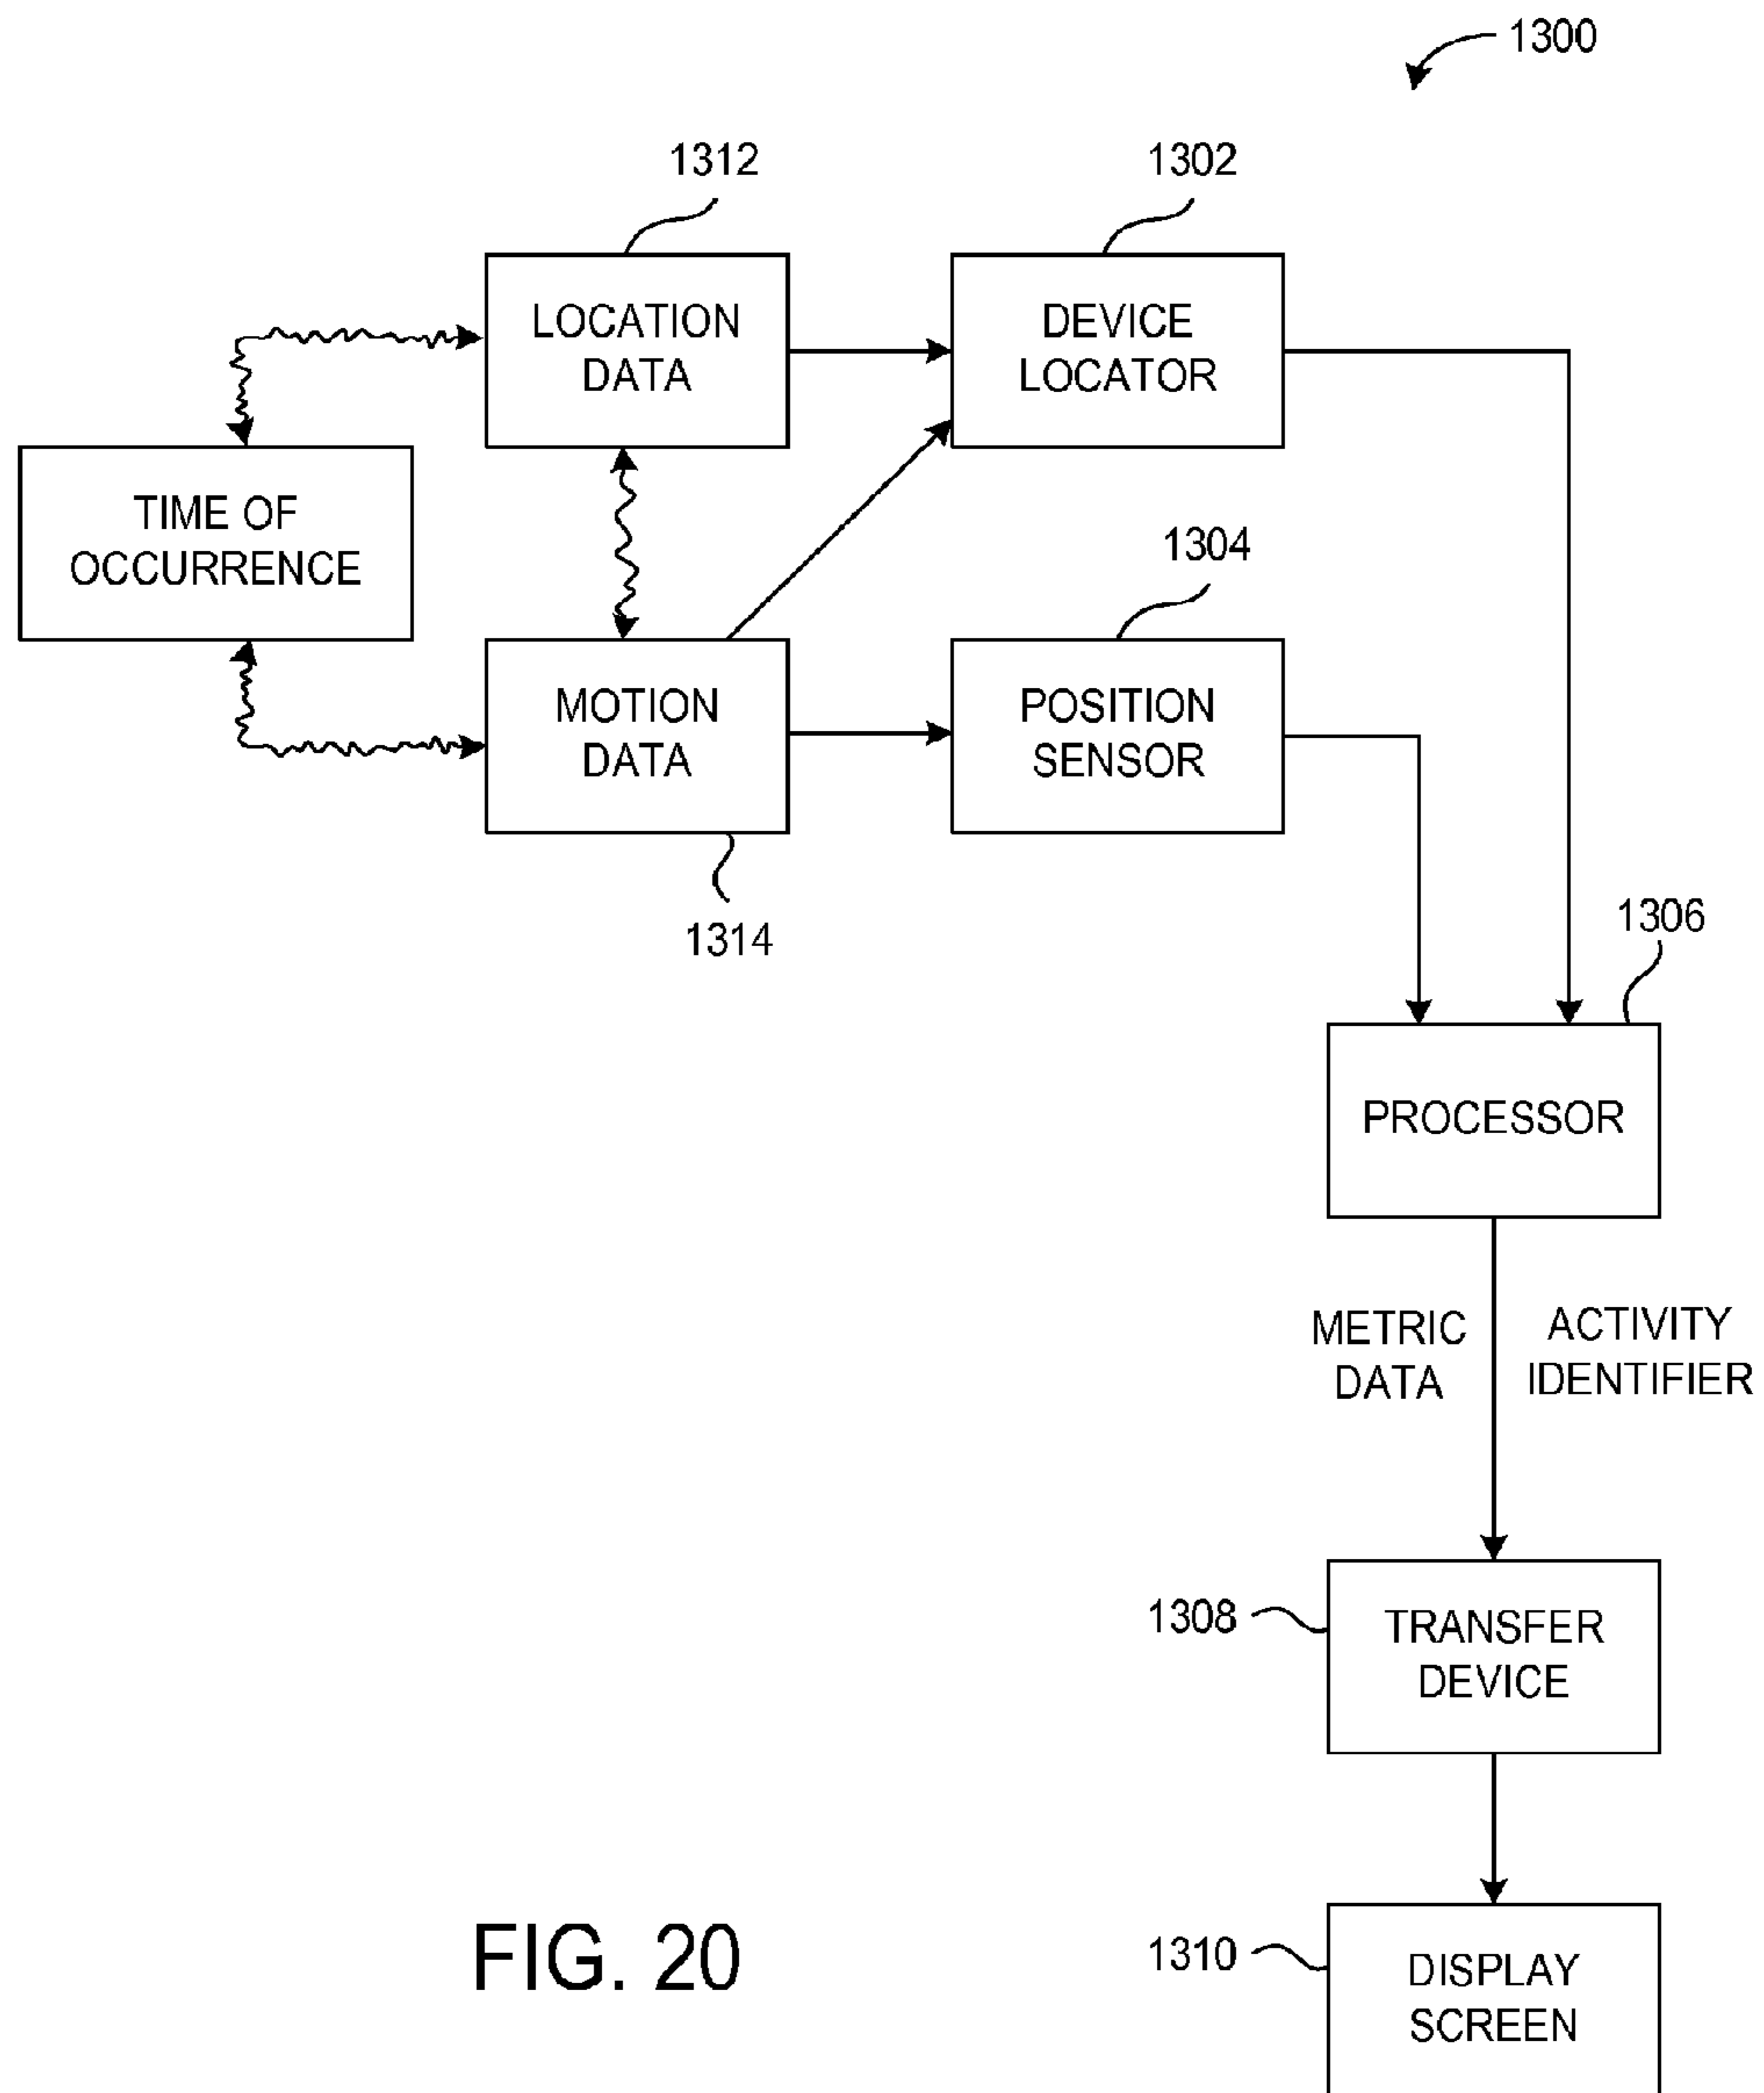 1300
1312
1302
LOCATION
DATA
DEVICE
LOCATOR
TIME OF
OCCURRENCE
1304
MOTION
DATA
POSITION
SENSOR
1314
1306
PROCESSOR
METRIC
DATA
ACTIVITY
IDENTIFIER
1308
TRANSFER
DEVICE
FIG. 20
1310
DISPLAY
SCREEN